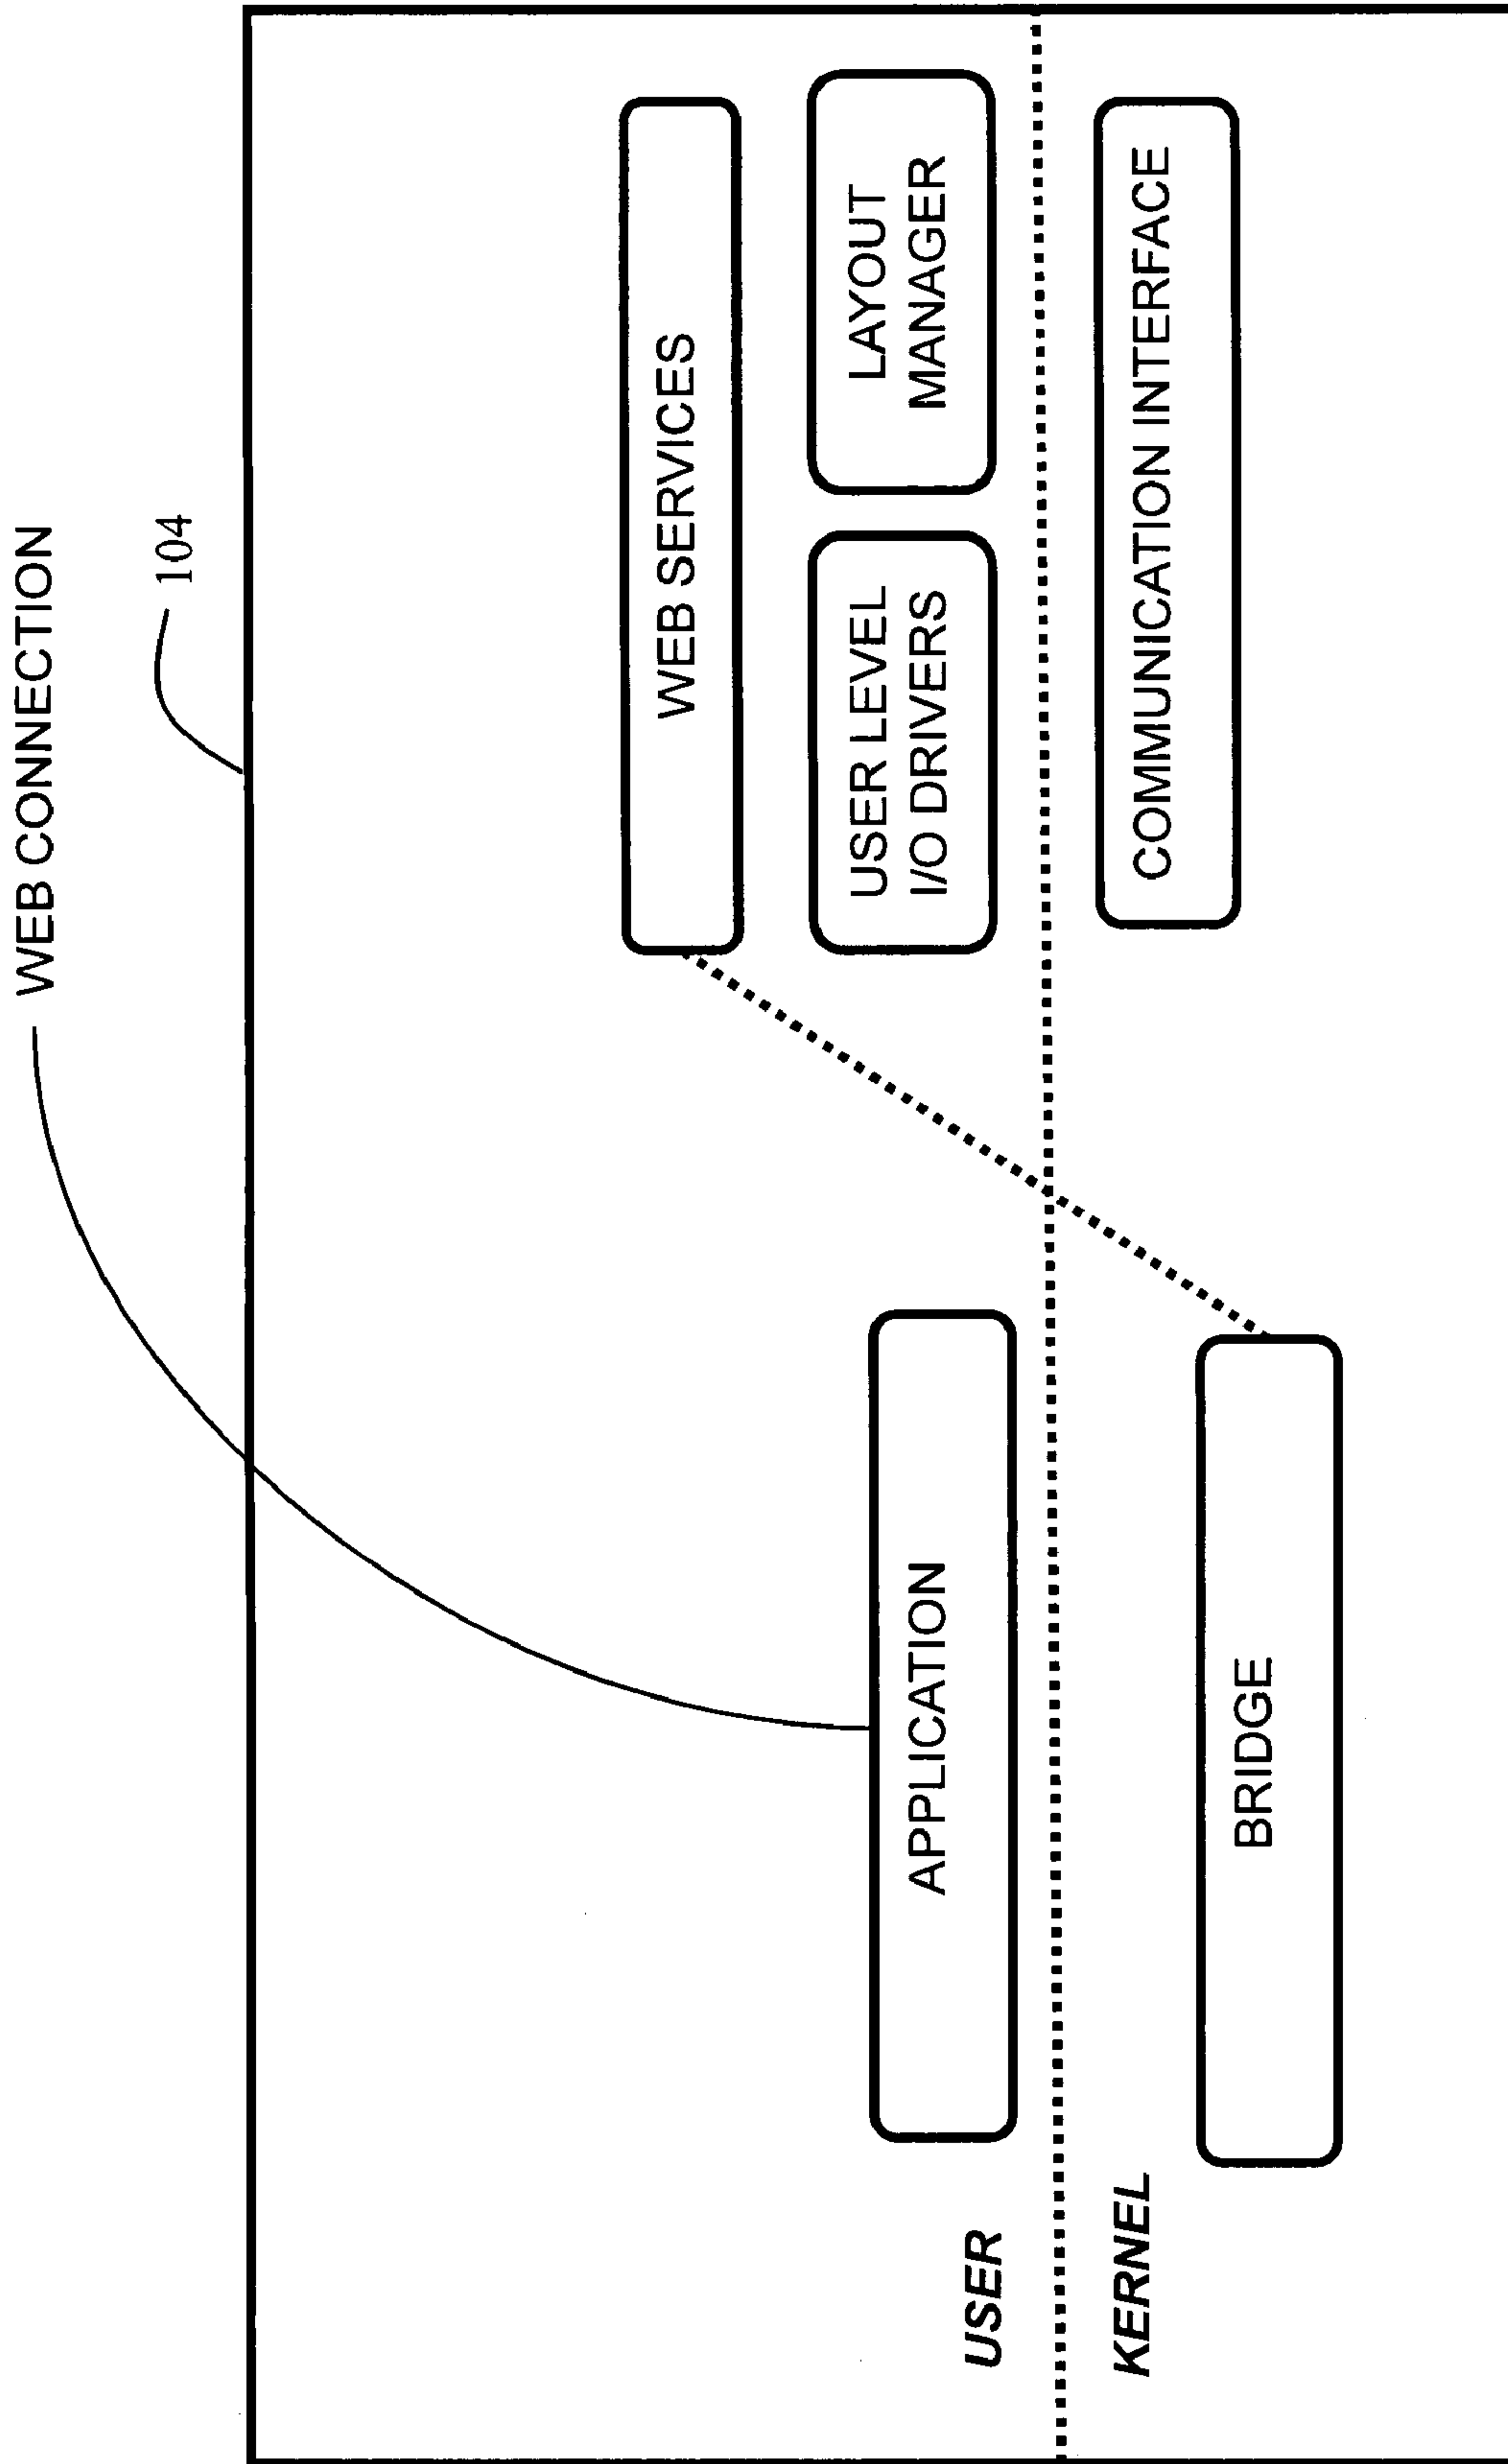 WEB CONNECTION
104
WEB SERVICES
USER LEVEL
I/O DRIVERS
LAYOUT
MANAGER
APPLICATION
USER
KERNEL
COMMUNICATION INTERFACE
BRIDGE